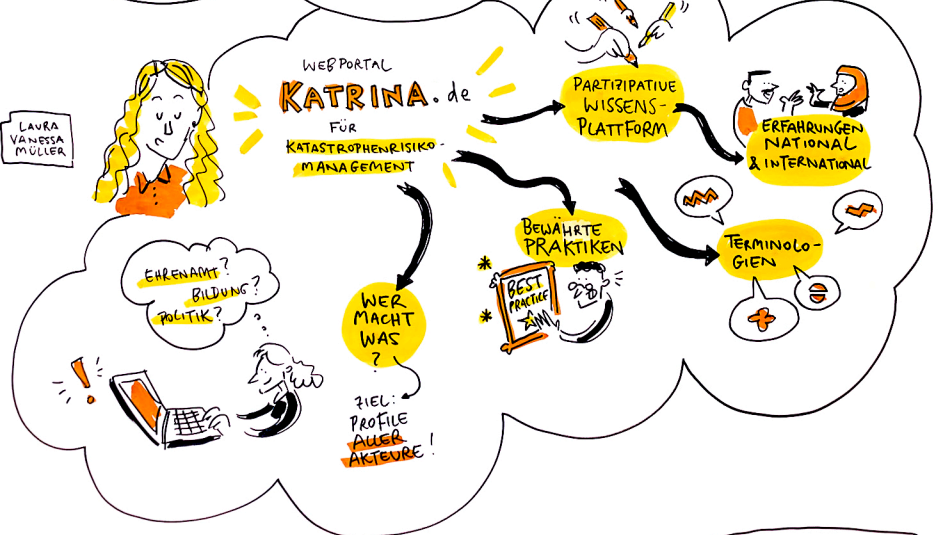 LAURA
VANESSA
MÜLLER
WEBPORTAL
KATRINA.de
FÜR
KATASTROPHENRISIKO-
MANAGEMENT
PARTIZIPATIVE
WISSENS-
PLATTFORM
ERFAHRUNGEN
NATIONAL
& INTERNATIONAL
BEWÄHRTE
PRAKTIKEN
BEST
PRACTICE
TERMINOLO-
GIEN
EHRENAMT?
BILDUNG?
POLITIK?
WER
MACHT
WAS
?
ZIEL:
PROFILE
ALLER
AKTEURE!